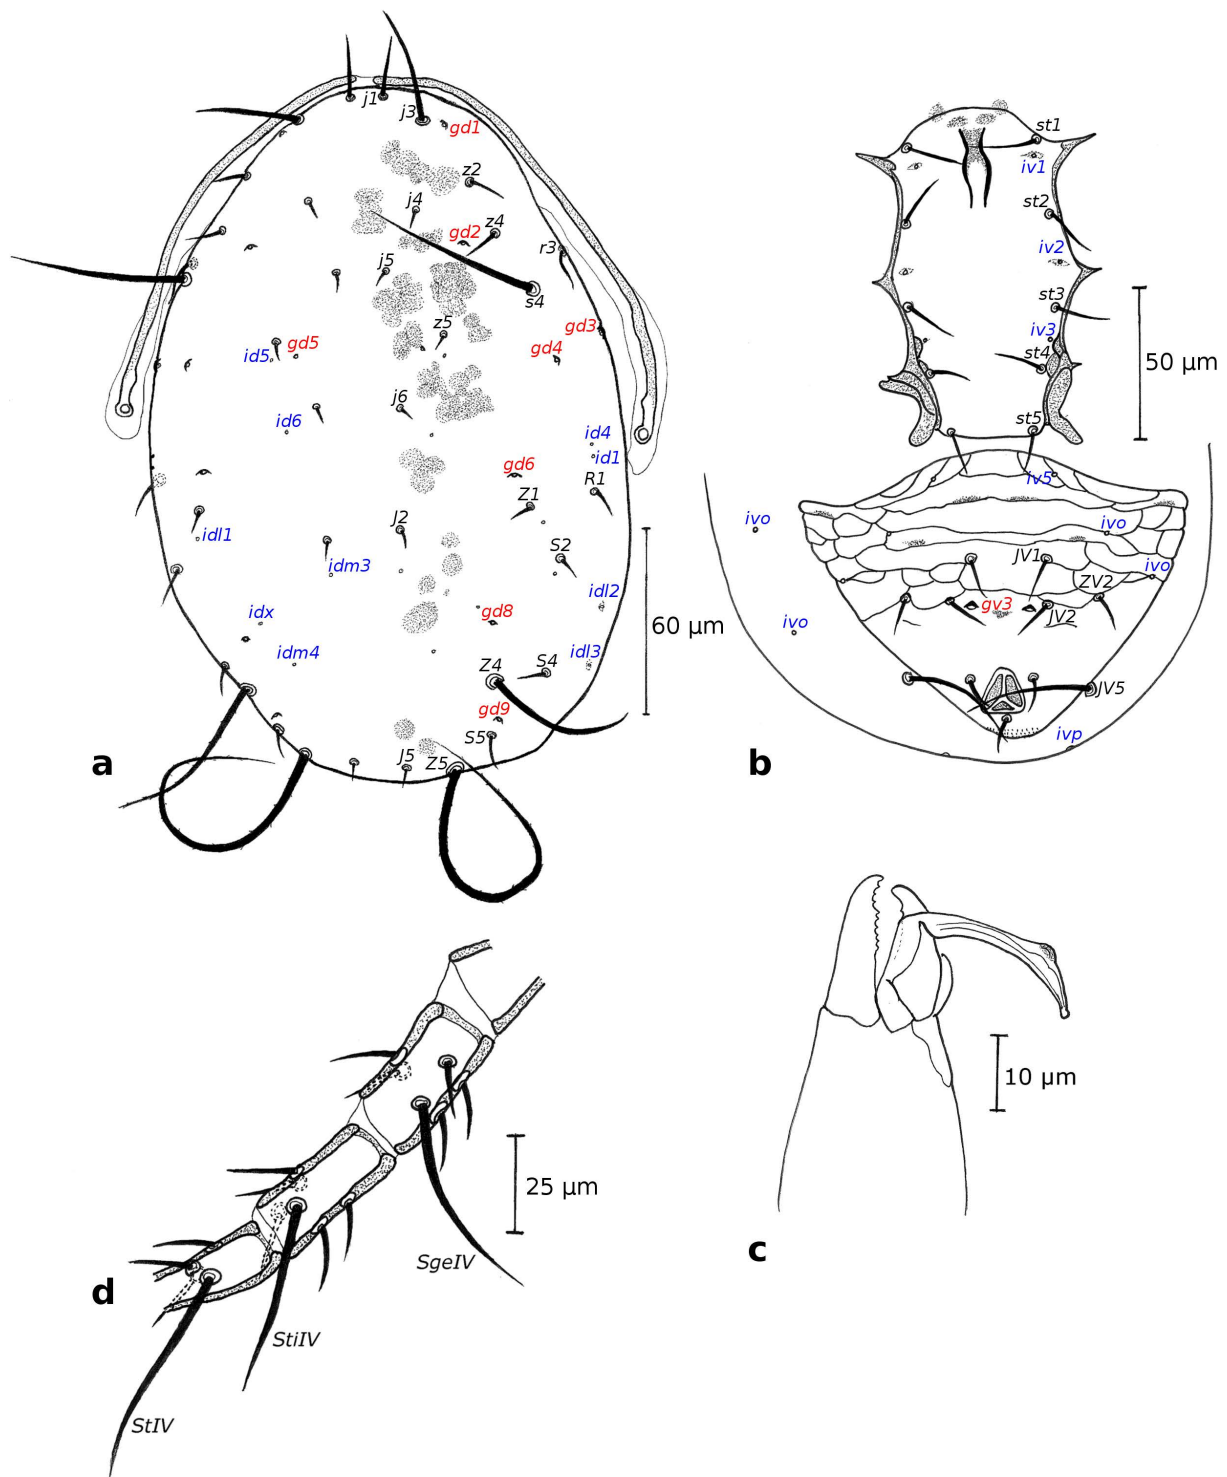 j1
j3
gd1
z2
j4
gd2
z4
r3
j5
s4
z5
gd3
gd5
id5
gd4
j6
id6
id4
id1
gd6
Z1
R1
J2
idl1
idm3
S2
idl2
idx
gd8
60 µm
idm4
Z4
S4
idl3
gd9
S5
J5
Z5
a
st1
iv1
st2
iv2
st3
iv3
st4
50 µm
st5
iv5
ivo
ivo
JV1
ivo
ZV2
gv3
JV2
ivo
JV5
ivp
b
10 µm
c
25 µm
SgeIV
d
StiIV
StIV